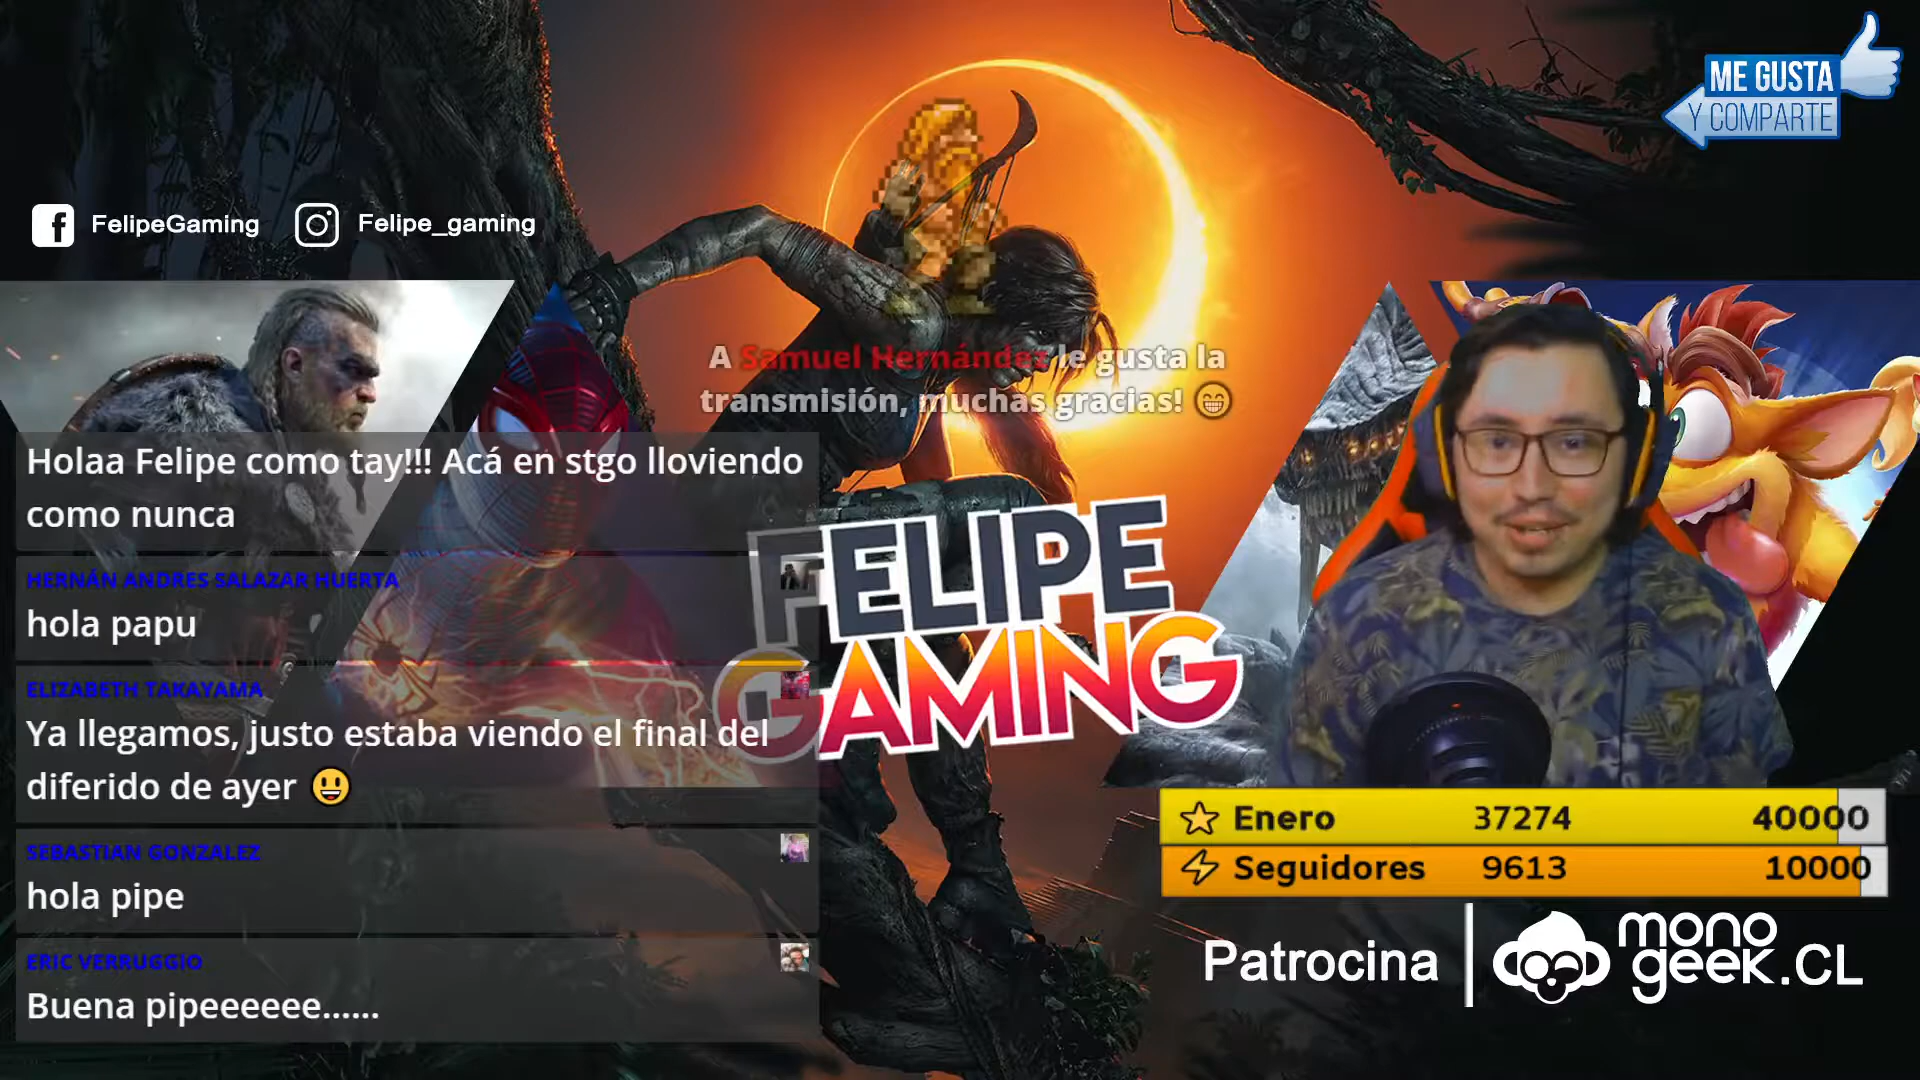 ME GUSTA
Y COMPARTE
FelipeGaming
Felipe_gaming
A Samuel Hernández le gusta la
transmisión, muchas gracias! 😁
Holaa Felipe como tay!!! Acá en stgo lloviendo
como nunca
HERNÁN ANDRES SALAZAR HUERTA
hola papu
ELIZABETH TAKAYAMA
Ya llegamos, justo estaba viendo el final del
diferido de ayer 😃
SEBASTIAN GONZALEZ
hola pipe
ERIC VERRUGGIO
Buena pipeeeeee......
FELIPE
GAMING
Enero 37274 40000
Seguidores 9613 10000
Patrocina
mono
geek.CL